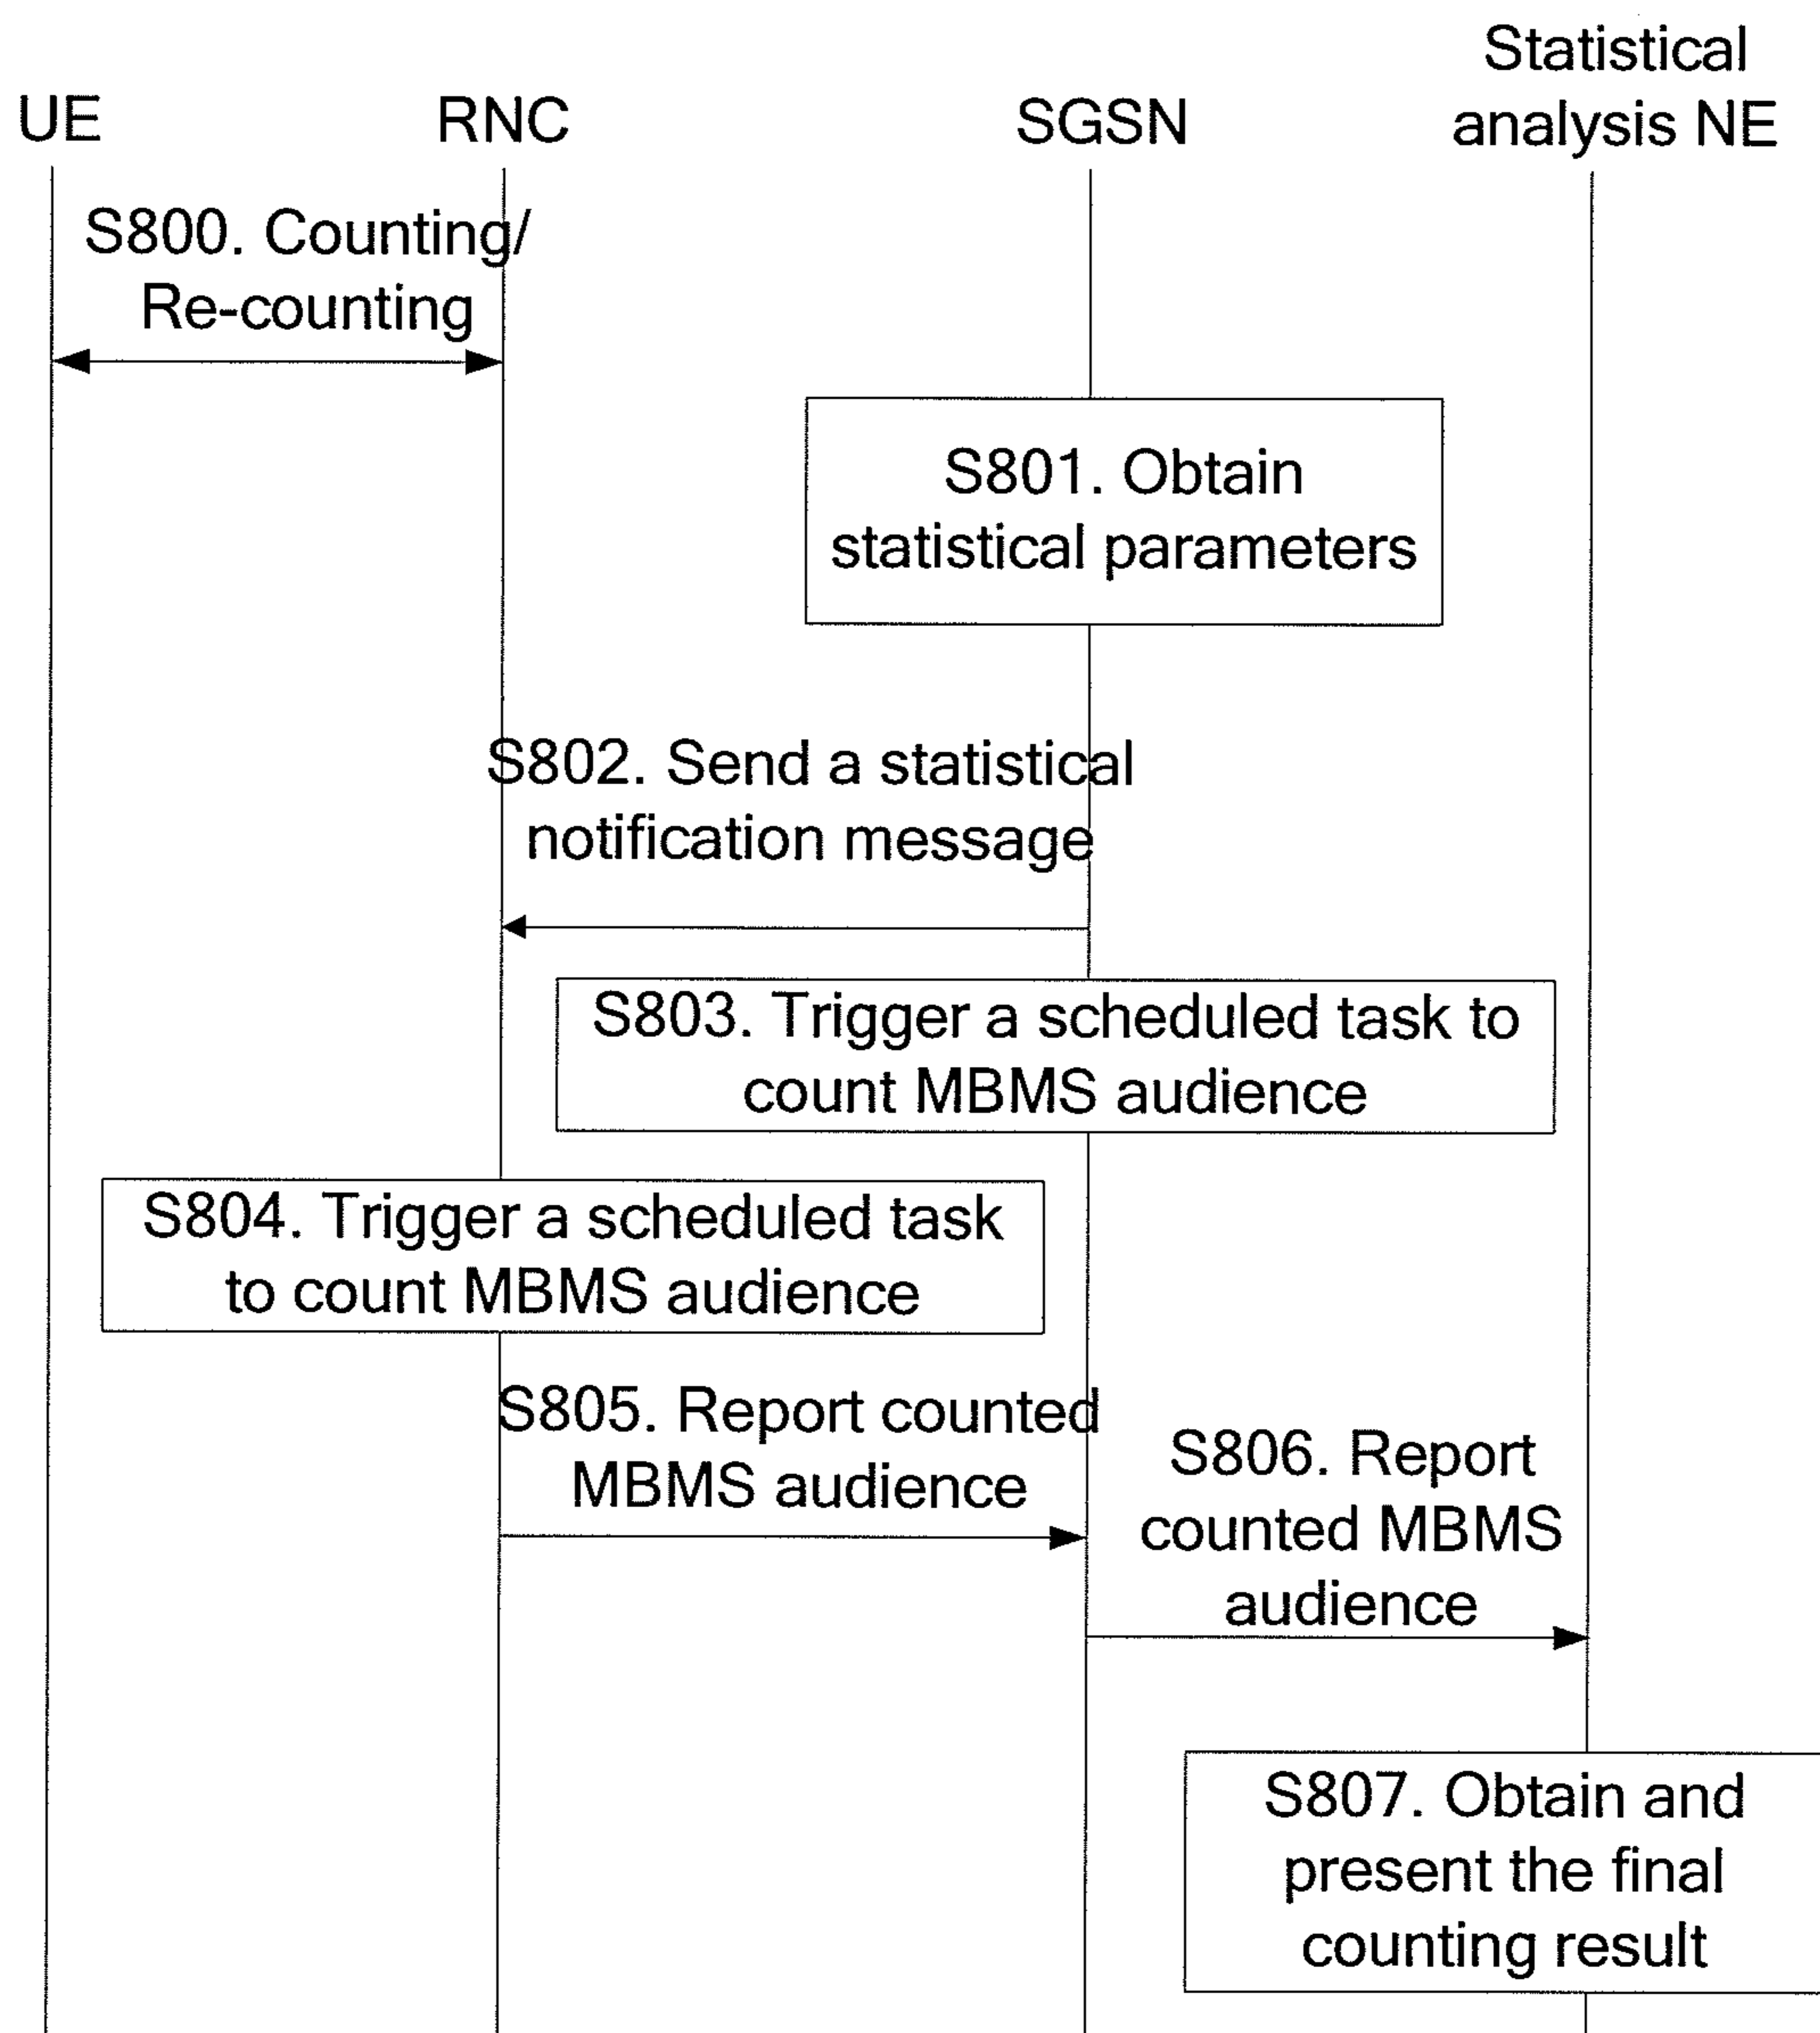 UE
RNC
SGSN
Statistical
analysis NE
S800. Counting/
Re-counting
S801. Obtain
statistical parameters
S802. Send a statistical
notification message
S803. Trigger a scheduled task to
count MBMS audience
S804. Trigger a scheduled task
to count MBMS audience
S805. Report counted
MBMS audience
S806. Report
counted MBMS
audience
S807. Obtain and
present the final
counting result